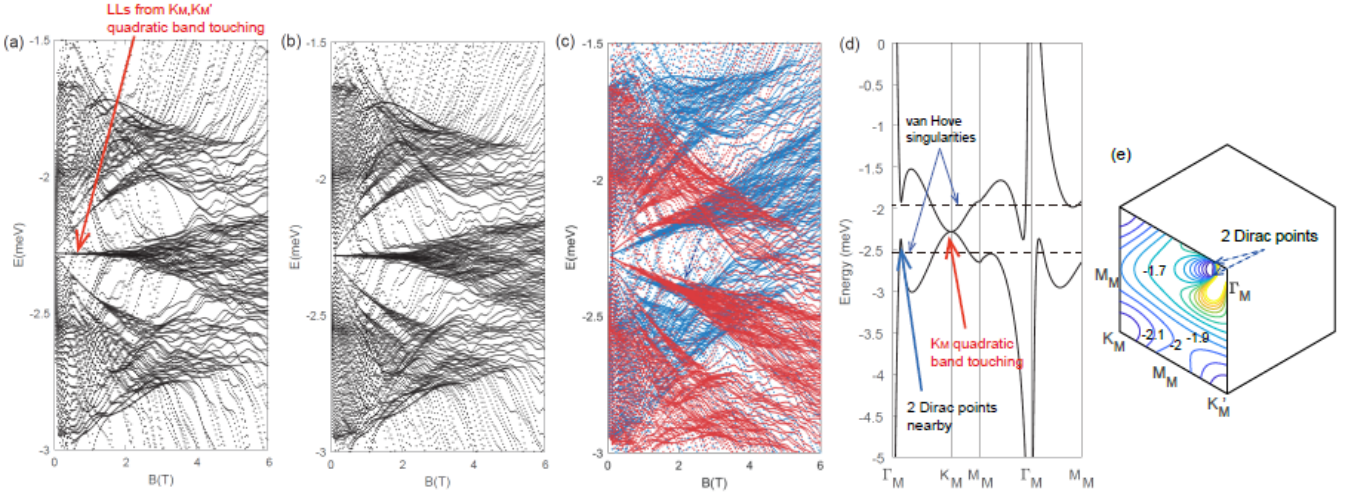 LLs from KM,KM'
quadratic band touching
(a)
-1.5
-2
-2.5
-3
E(meV)
0
2
4
6
B(T)
(b)
-1.5
-2
-2.5
-3
E(meV)
0
2
4
6
B(T)
(c)
-1.5
-2
-2.5
-3
E(meV)
0
2
4
6
B(T)
(d)
0
-0.5
-1
-1.5
-2
-2.5
-3
-3.5
-4
-4.5
-5
Energy (meV)
van Hove
singularities
KM quadratic
band touching
2 Dirac points
nearby
ΓM
KM
MM
ΓM
MM
(e)
2 Dirac points
-1.7
ΓM
MM
KM
-2.1
-2
-1.9
MM
KM'